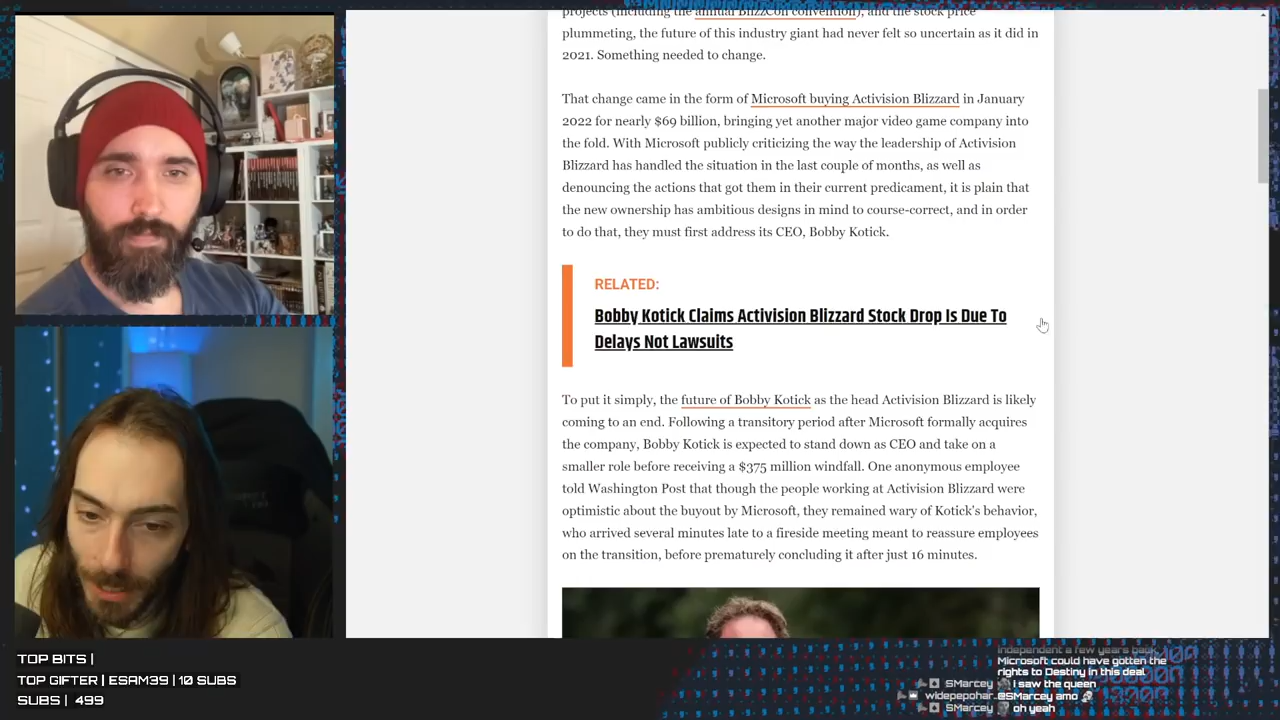 projects (including the annual BlizzCon convention), and the stock price
plummeting, the future of this industry giant had never felt so uncertain as it did in
2021. Something needed to change.
That change came in the form of Microsoft buying Activision Blizzard in January
2022 for nearly $69 billion, bringing yet another major video game company into
the fold. With Microsoft publicly criticizing the way the leadership of Activision
Blizzard has handled the situation in the last couple of months, as well as
denouncing the actions that got them in their current predicament, it is plain that
the new ownership has ambitious designs in mind to course-correct, and in order
to do that, they must first address its CEO, Bobby Kotick.
RELATED:
Bobby Kotick Claims Activision Blizzard Stock Drop Is Due To
Delays Not Lawsuits
To put it simply, the future of Bobby Kotick as the head Activision Blizzard is likely
coming to an end. Following a transitory period after Microsoft formally acquires
the company, Bobby Kotick is expected to stand down as CEO and take on a
smaller role before receiving a $375 million windfall. One anonymous employee
told Washington Post that though the people working at Activision Blizzard were
optimistic about the buyout by Microsoft, they remained wary of Kotick's behavior,
who arrived several minutes late to a fireside meeting meant to reassure employees
on the transition, before prematurely concluding it after just 16 minutes.
TOP BITS |
TOP GIFTER | ESAM39 | 10 SUBS
SUBS | 499
independent a few years back,
Microsoft could have gotten the
rights to Destiny in this deal
SMarcey i saw the queen
widepepohar. @SMarcey amo
SMarcey oh yeah